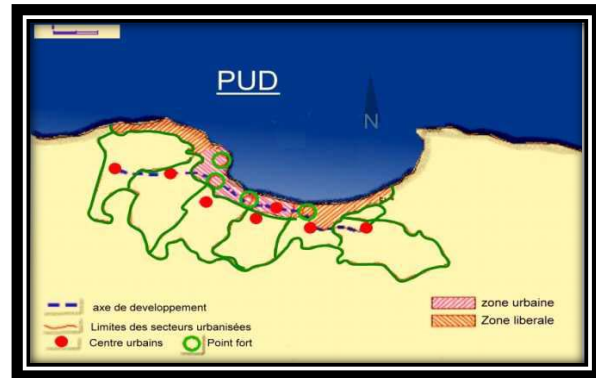 PUD
N
axe de developpement
Limites des secteurs urbanisées
Centre urbains
Point fort
zone urbaine
Zone liberale